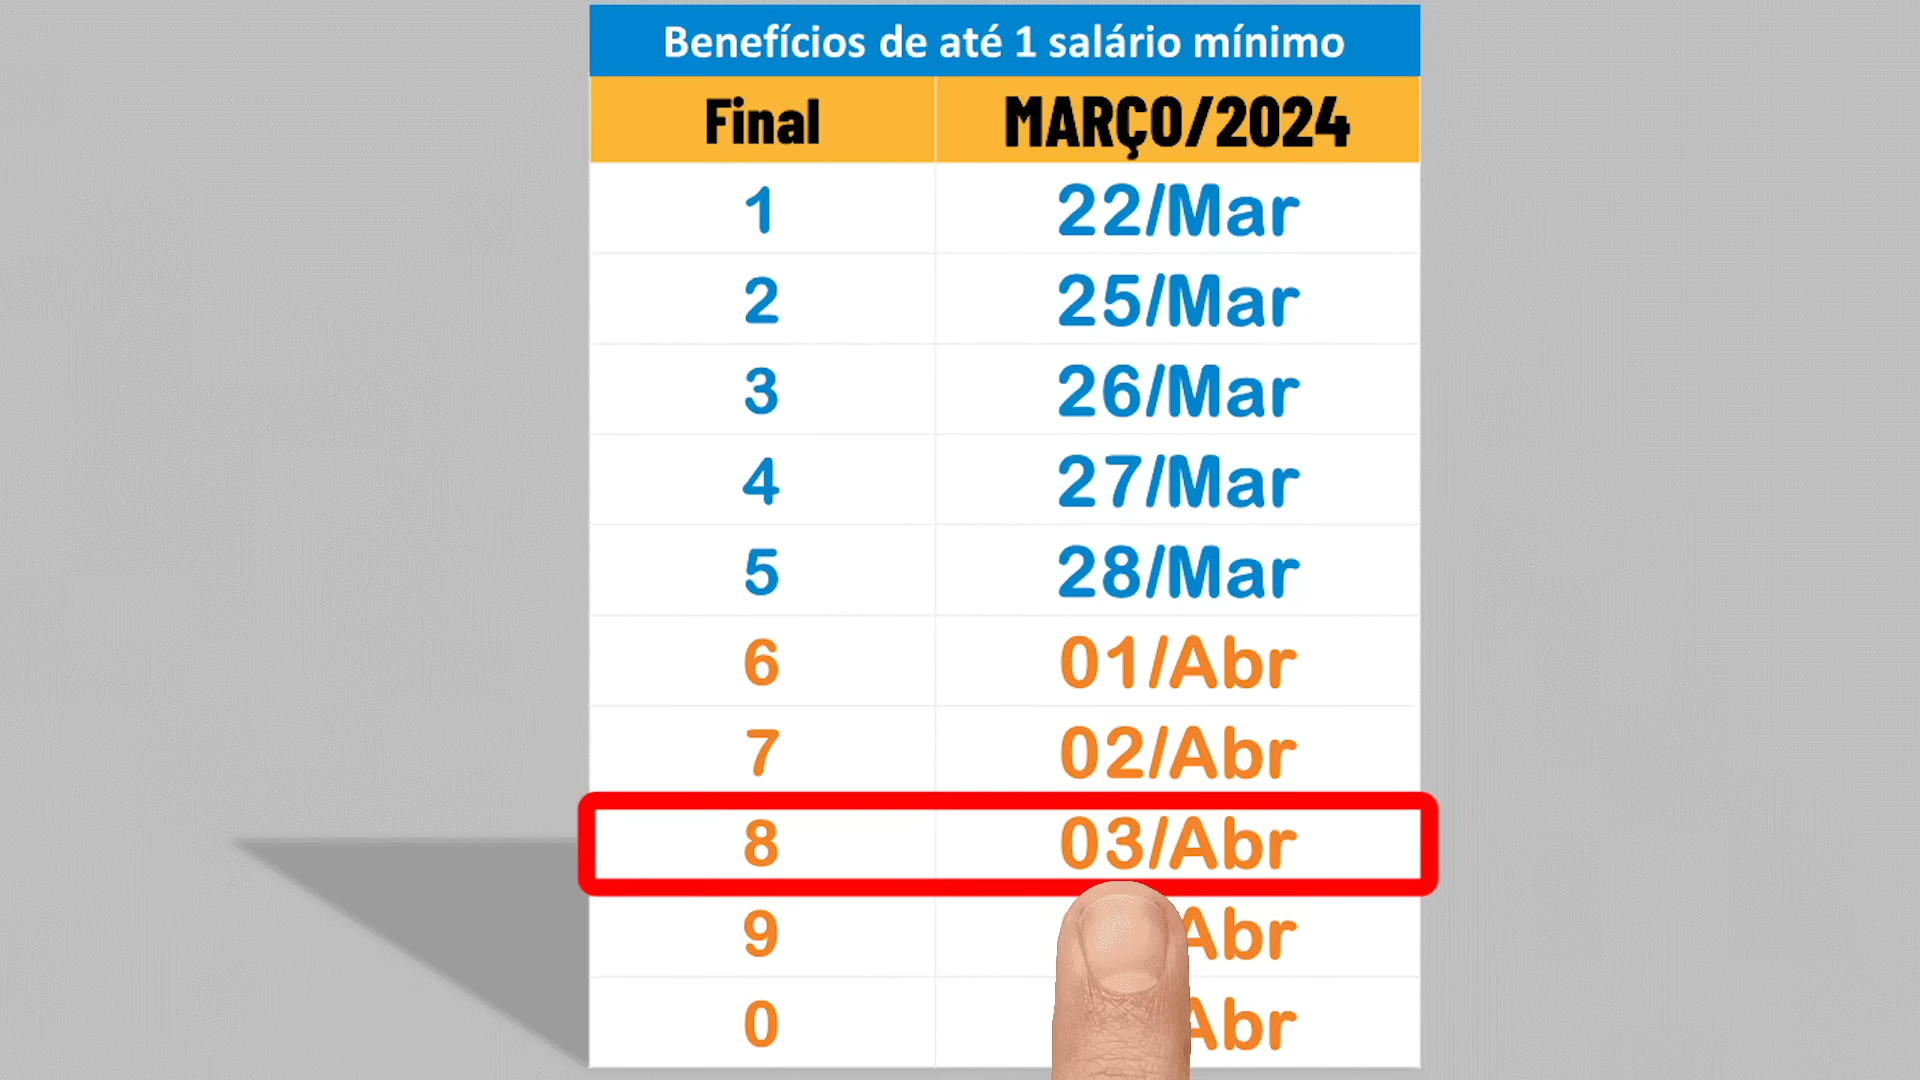 Benefícios de até 1 salário mínimo
Final MARÇO/2024
1 22/Mar
2 25/Mar
3 26/Mar
4 27/Mar
5 28/Mar
6 01/Abr
7 02/Abr
8 03/Abr
9 /Abr
0 /Abr